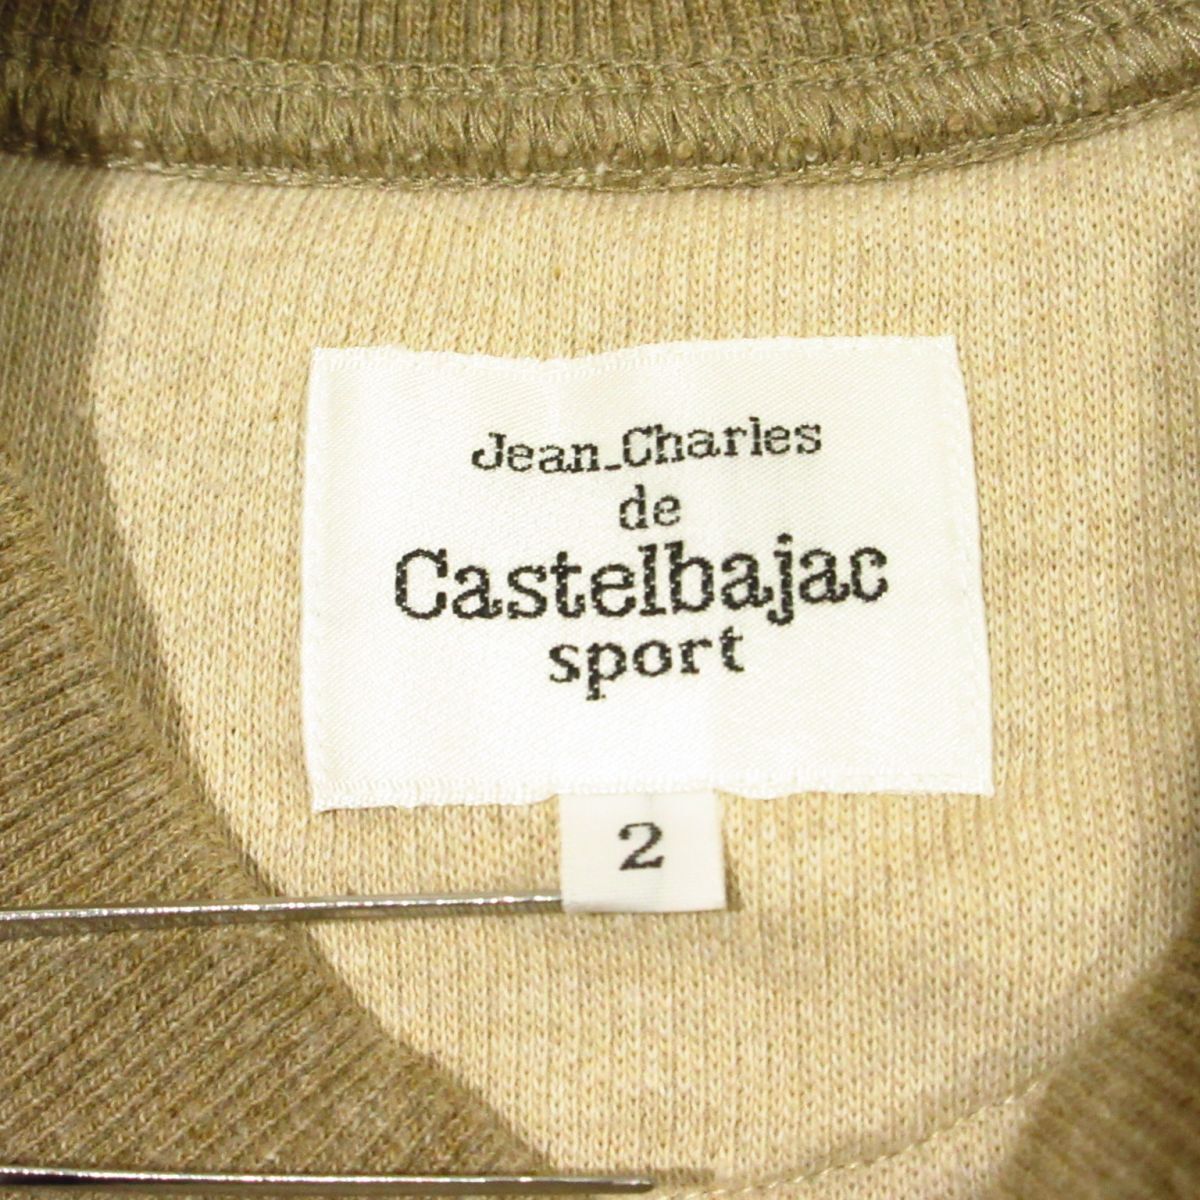 Jean_Charles
de
Castelbajac
sport
2